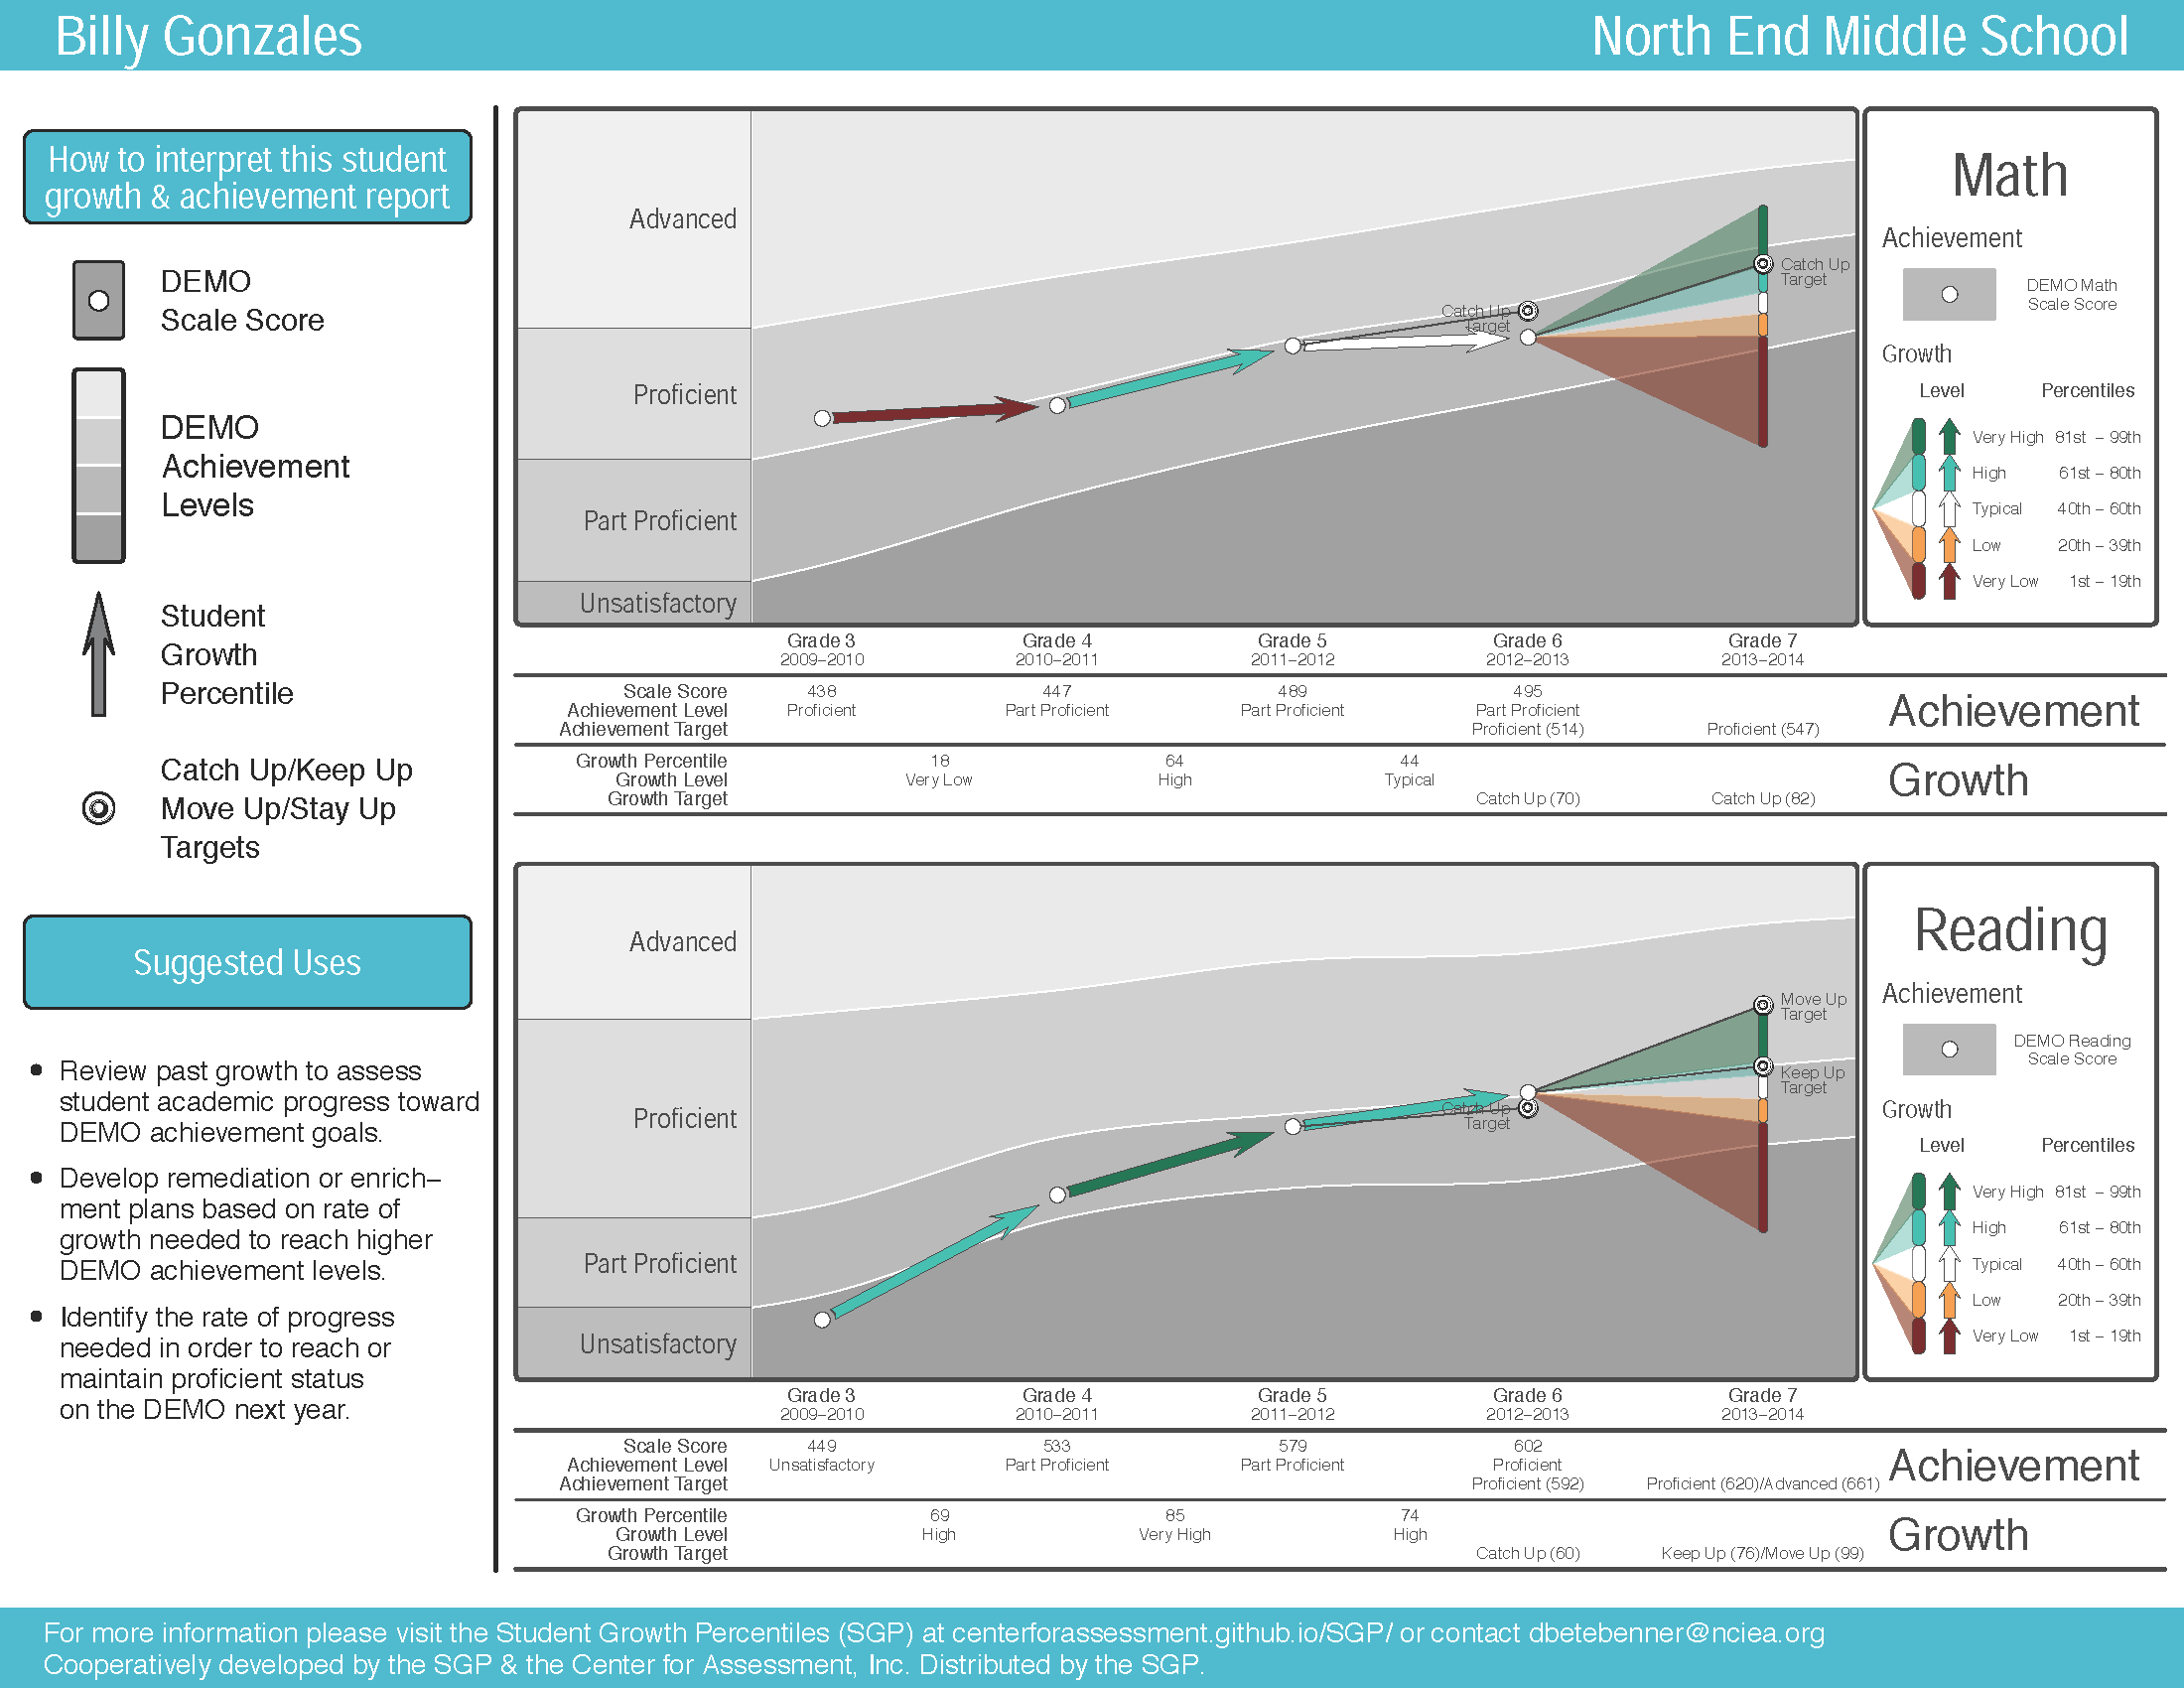 Billy Gonzales
North End Middle School
How to interpret this student
growth & achievement report
DEMO
Scale Score
DEMO
Achievement
Levels
Student
Growth
Percentile
Catch Up/Keep Up
Move Up/Stay Up
Targets
Suggested Uses
• Review past growth to assess
student academic progress toward
DEMO achievement goals.
• Develop remediation or enrich–
ment plans based on rate of
growth needed to reach higher
DEMO achievement levels.
• Identify the rate of progress
needed in order to reach or
maintain proficient status
on the DEMO next year.
Advanced
Proficient
Part Proficient
Unsatisfactory
Catch Up
Target
Catch Up
Target
Math
Achievement
DEMO Math
Scale Score
Growth
Level Percentiles
Very High 81st – 99th
High 61st – 80th
Typical 40th – 60th
Low 20th – 39th
Very Low 1st – 19th
Grade 3 Grade 4 Grade 5 Grade 6 Grade 7
2009–2010 2010–2011 2011–2012 2012–2013 2013–2014
Scale Score 438 447 489 495
Achievement Level Proficient Part Proficient Part Proficient Part Proficient
Achievement Target Proficient (514) Proficient (547)
Achievement
Growth Percentile 18 64 44
Growth Level Very Low High Typical
Growth Target Catch Up (70) Catch Up (82)
Growth
Advanced
Proficient
Part Proficient
Unsatisfactory
Catch Up
Target
Move Up
Target
Keep Up
Target
Reading
Achievement
DEMO Reading
Scale Score
Growth
Level Percentiles
Very High 81st – 99th
High 61st – 80th
Typical 40th – 60th
Low 20th – 39th
Very Low 1st – 19th
Grade 3 Grade 4 Grade 5 Grade 6 Grade 7
2009–2010 2010–2011 2011–2012 2012–2013 2013–2014
Scale Score 449 533 579 602
Achievement Level Unsatisfactory Part Proficient Part Proficient Proficient
Achievement Target Proficient (592) Proficient (620)/Advanced (661)
Achievement
Growth Percentile 69 85 74
Growth Level High Very High High
Growth Target Catch Up (60) Keep Up (76)/Move Up (99)
Growth
For more information please visit the Student Growth Percentiles (SGP) at centerforassessment.github.io/SGP/ or contact dbetebenner@nciea.org
Cooperatively developed by the SGP & the Center for Assessment, Inc. Distributed by the SGP.